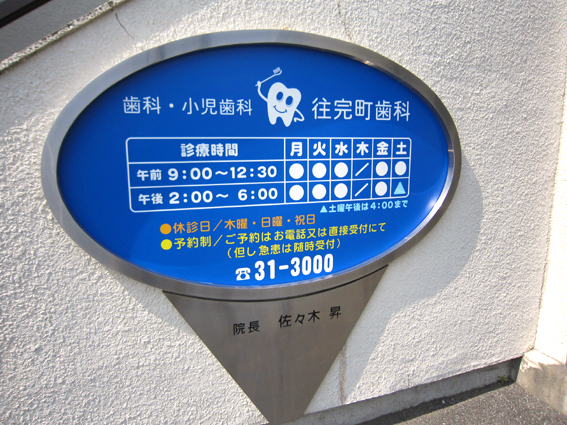 歯科・小児歯科 往完町歯科
診療時間 月 火 水 木 金 土
午前 9:00～12:30 ● ● ● ／ ● ●
午後 2:00～ 6:00 ● ● ● ／ ● ▲
▲土曜午後は4:00まで
●休診日／木曜・日曜・祝日
●予約制／ご予約はお電話又は直接受付にて
（但し急患は随時受付）
☎31-3000
院長 佐々木 昇